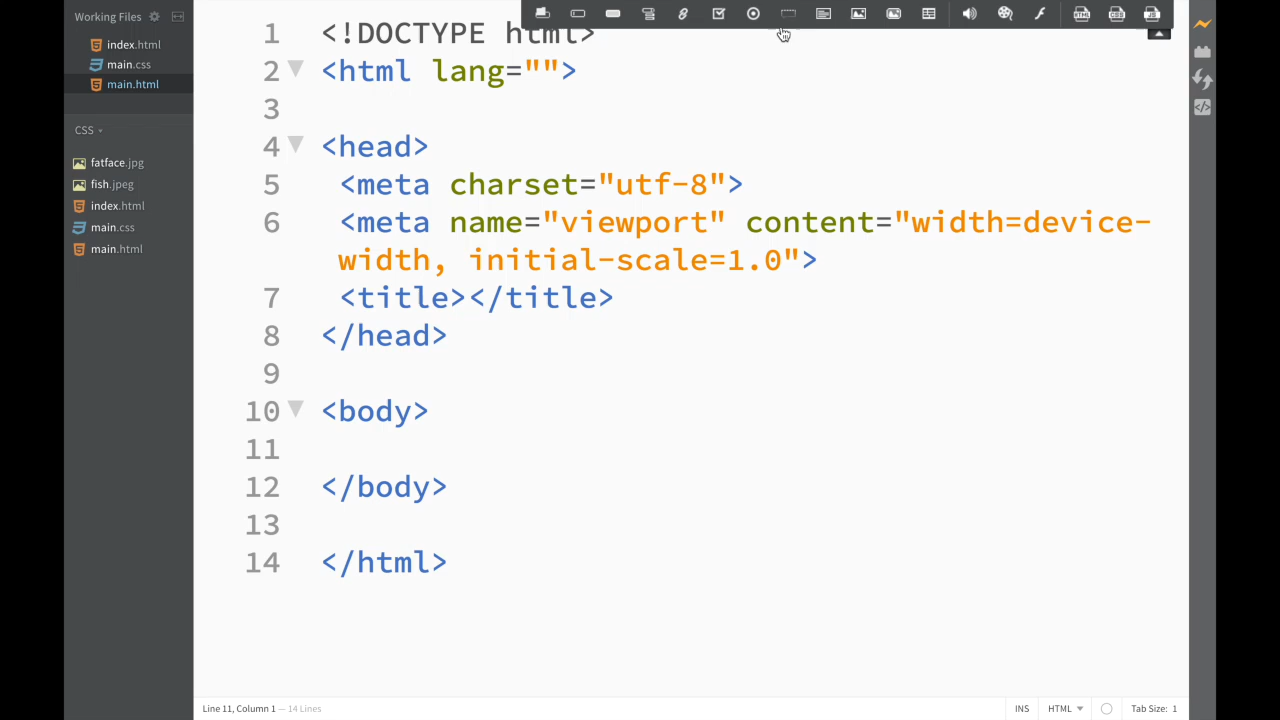 Working Files
index.html
main.css
main.html
CSS
fatface.jpg
fish.jpeg
index.html
main.css
main.html
1 <!DOCTYPE html>
2 <html lang="">
3
4 <head>
5 <meta charset="utf-8">
6 <meta name="viewport" content="width=device-
width, initial-scale=1.0">
7 <title></title>
8 </head>
9
10 <body>
11
12 </body>
13
14 </html>
HTML CSS JS
Line 11, Column 1 — 14 Lines
INS HTML Tab Size: 1